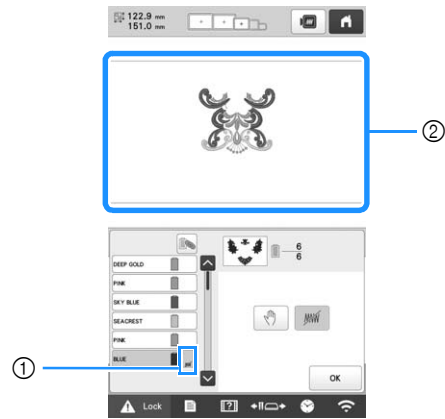 122.9 mm
151.0 mm
②
6
6
DEEP GOLD
PINK
SKY BLUE
SEACREST
PINK
BLUE
①
OK
Lock